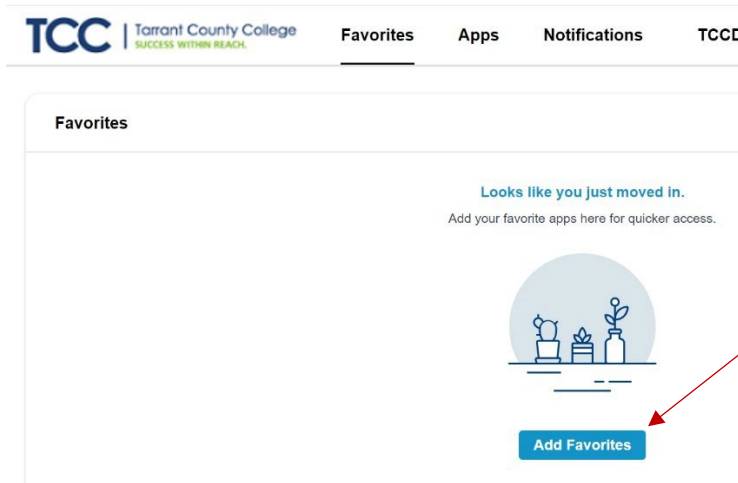 TCC | Tarrant County College
SUCCESS WITHIN REACH.
Favorites Apps Notifications TCCD
Favorites
Looks like you just moved in.
Add your favorite apps here for quicker access.
Add Favorites